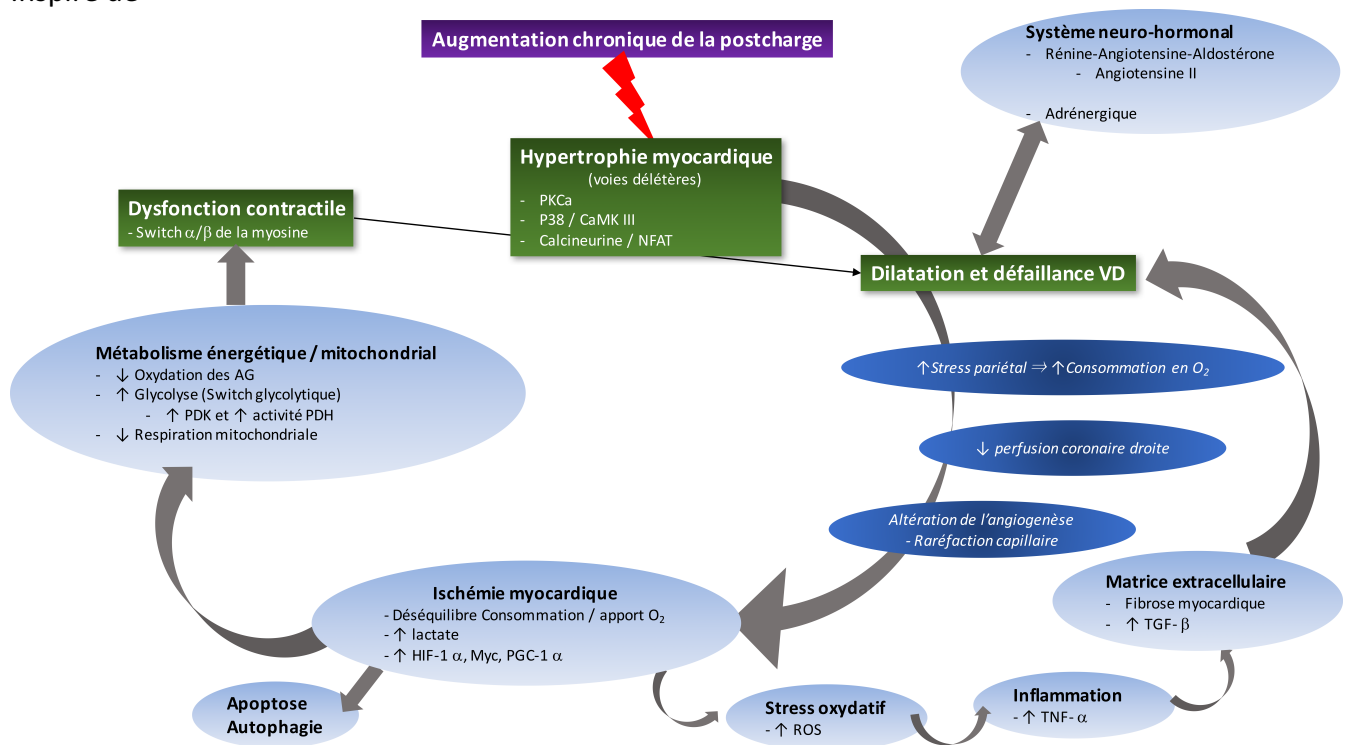 Augmentation chronique de la postcharge
Système neuro-hormonal
- Rénine-Angiotensine-Aldostérone
- Angiotensine II
- Adrénergique
Hypertrophie myocardique
(voies délétères)
- PKCa
- P38 / CaMK III
- Calcineurine / NFAT
Dysfonction contractile
- Switch α/β de la myosine
Dilatation et défaillance VD
Métabolisme énergétique / mitochondrial
- ↓ Oxydation des AG
- ↑ Glycolyse (Switch glycolytique)
- ↑ PDK et ↑ activité PDH
- ↓ Respiration mitochondriale
↑Stress pariétal ⇒ ↑Consommation en O₂
↓ perfusion coronaire droite
Altération de l'angiogenèse
- Raréfaction capillaire
Ischémie myocardique
- Déséquilibre Consommation / apport O₂
- ↑ lactate
- ↑ HIF-1 α, Myc, PGC-1 α
Matrice extracellulaire
- Fibrose myocardique
- ↑ TGF- β
Apoptose
Autophagie
Stress oxydatif
- ↑ ROS
Inflammation
- ↑ TNF- α